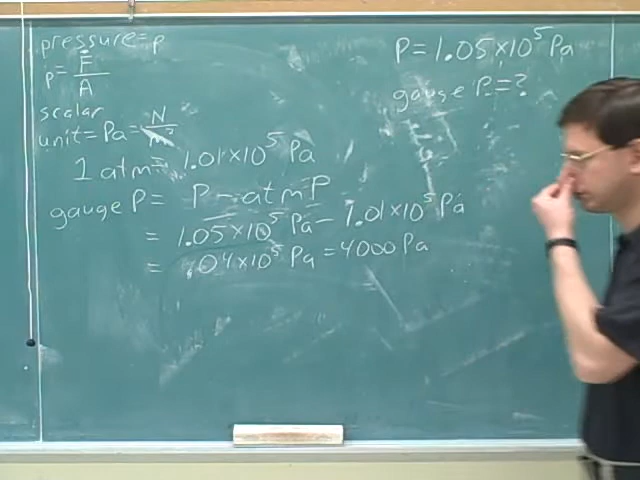 pressure = p
p = F/A
scalar
unit = Pa = N/m²
1 atm = 1.01×10⁵ Pa
gauge P = P - atm P
= 1.05×10⁵ Pa - 1.01×10⁵ Pa
= .04×10⁵ Pa = 4000 Pa
P = 1.05×10⁵ Pa
gauge P = ?